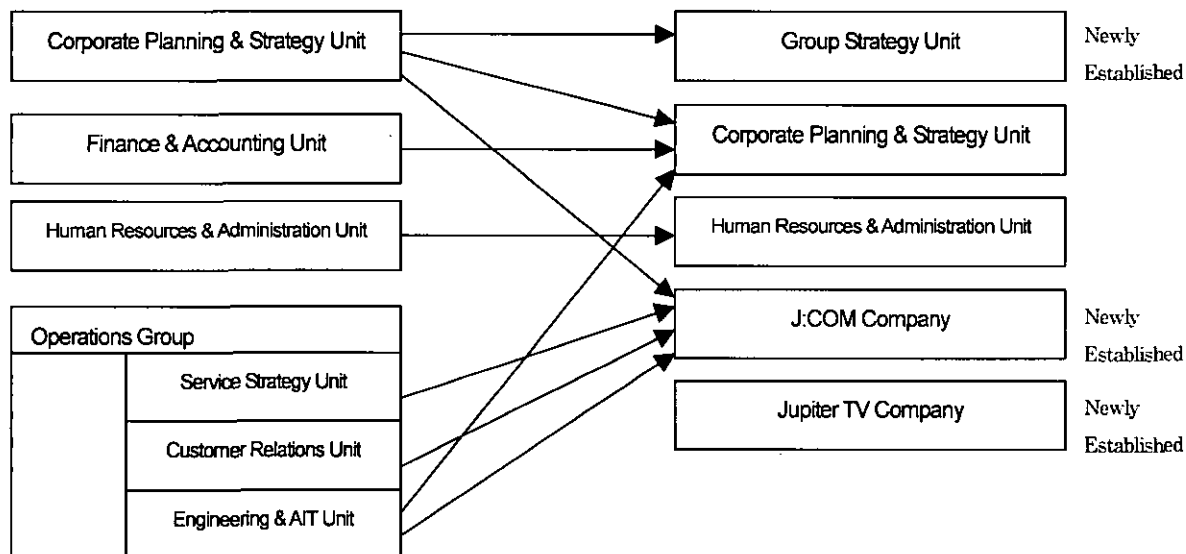 Corporate Planning & Strategy Unit
Group Strategy Unit
Newly
Established
Finance & Accounting Unit
Corporate Planning & Strategy Unit
Human Resources & Administration Unit
Human Resources & Administration Unit
Operations Group
J:COM Company
Newly
Established
Service Strategy Unit
Jupiter TV Company
Newly
Established
Customer Relations Unit
Engineering & AIT Unit